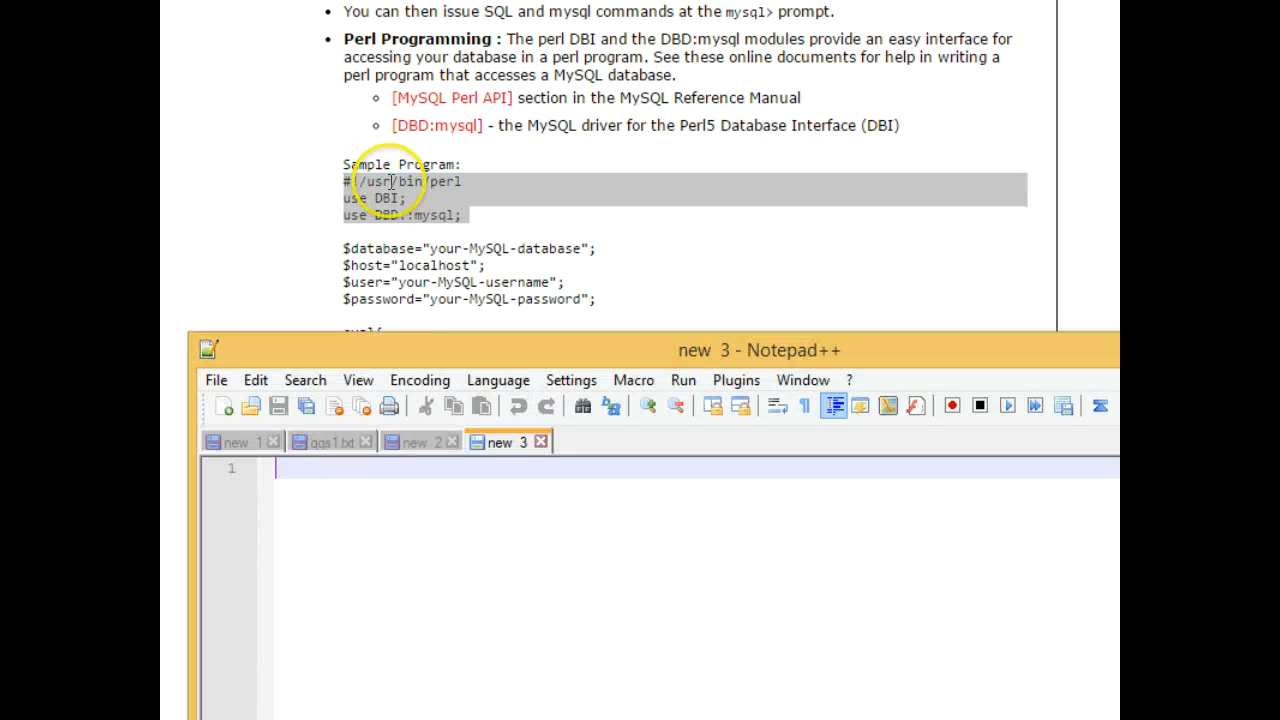 You can then issue SQL and mysql commands at the mysql> prompt.
Perl Programming : The perl DBI and the DBD:mysql modules provide an easy interface for
accessing your database in a perl program. See these online documents for help in writing a
perl program that accesses a MySQL database.
[MySQL Perl API] section in the MySQL Reference Manual
[DBD:mysql] - the MySQL driver for the Perl5 Database Interface (DBI)
Sample Program:
#!/usr/bin/perl
use DBI;
use DBD::mysql;
$database="your-MySQL-database";
$host="localhost";
$user="your-MySQL-username";
$password="your-MySQL-password";
new 3 - Notepad++
File Edit Search View Encoding Language Settings Macro Run Plugins Window ?
new 1 qgs1.txt new 2 new 3
1